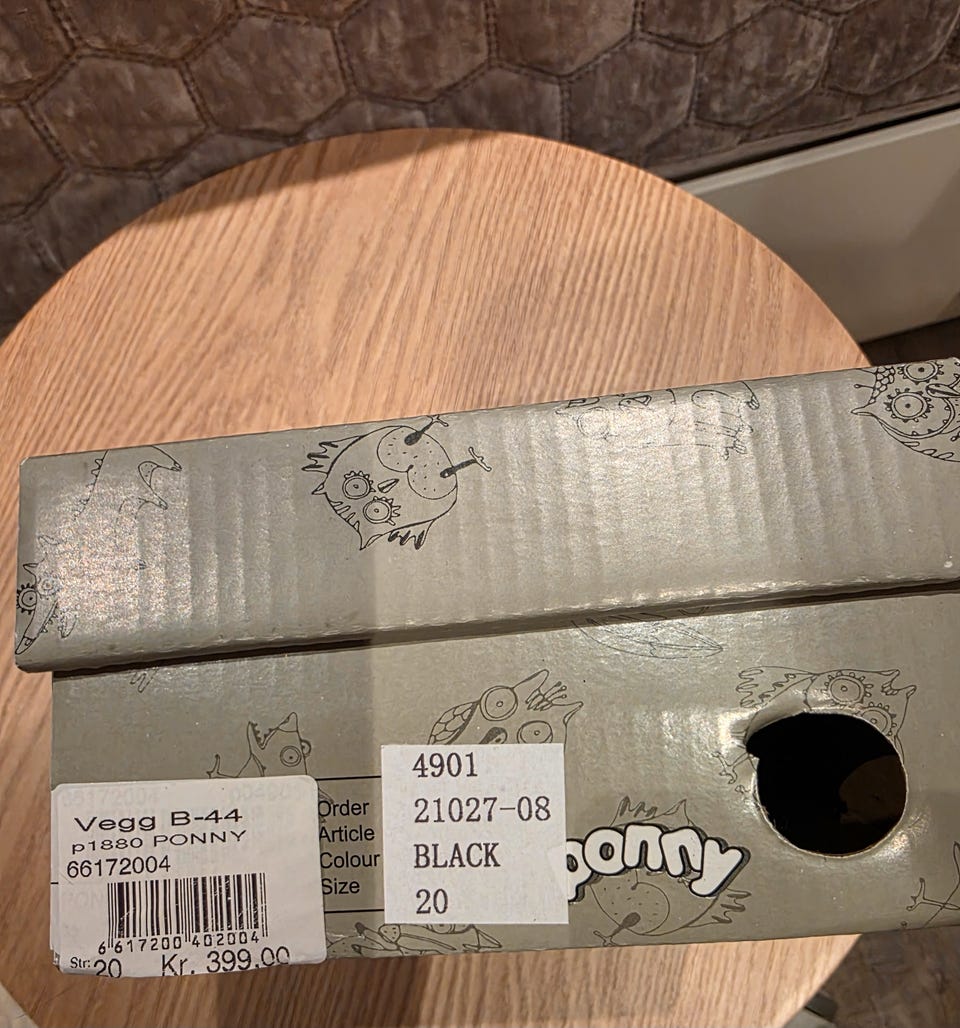 Vegg B-44
p1880 PONNY
66172004
6 617200 402004
Str: 20 Kr. 399.00
Order
Article
Colour
Size
4901
21027-08
BLACK
20
ponny